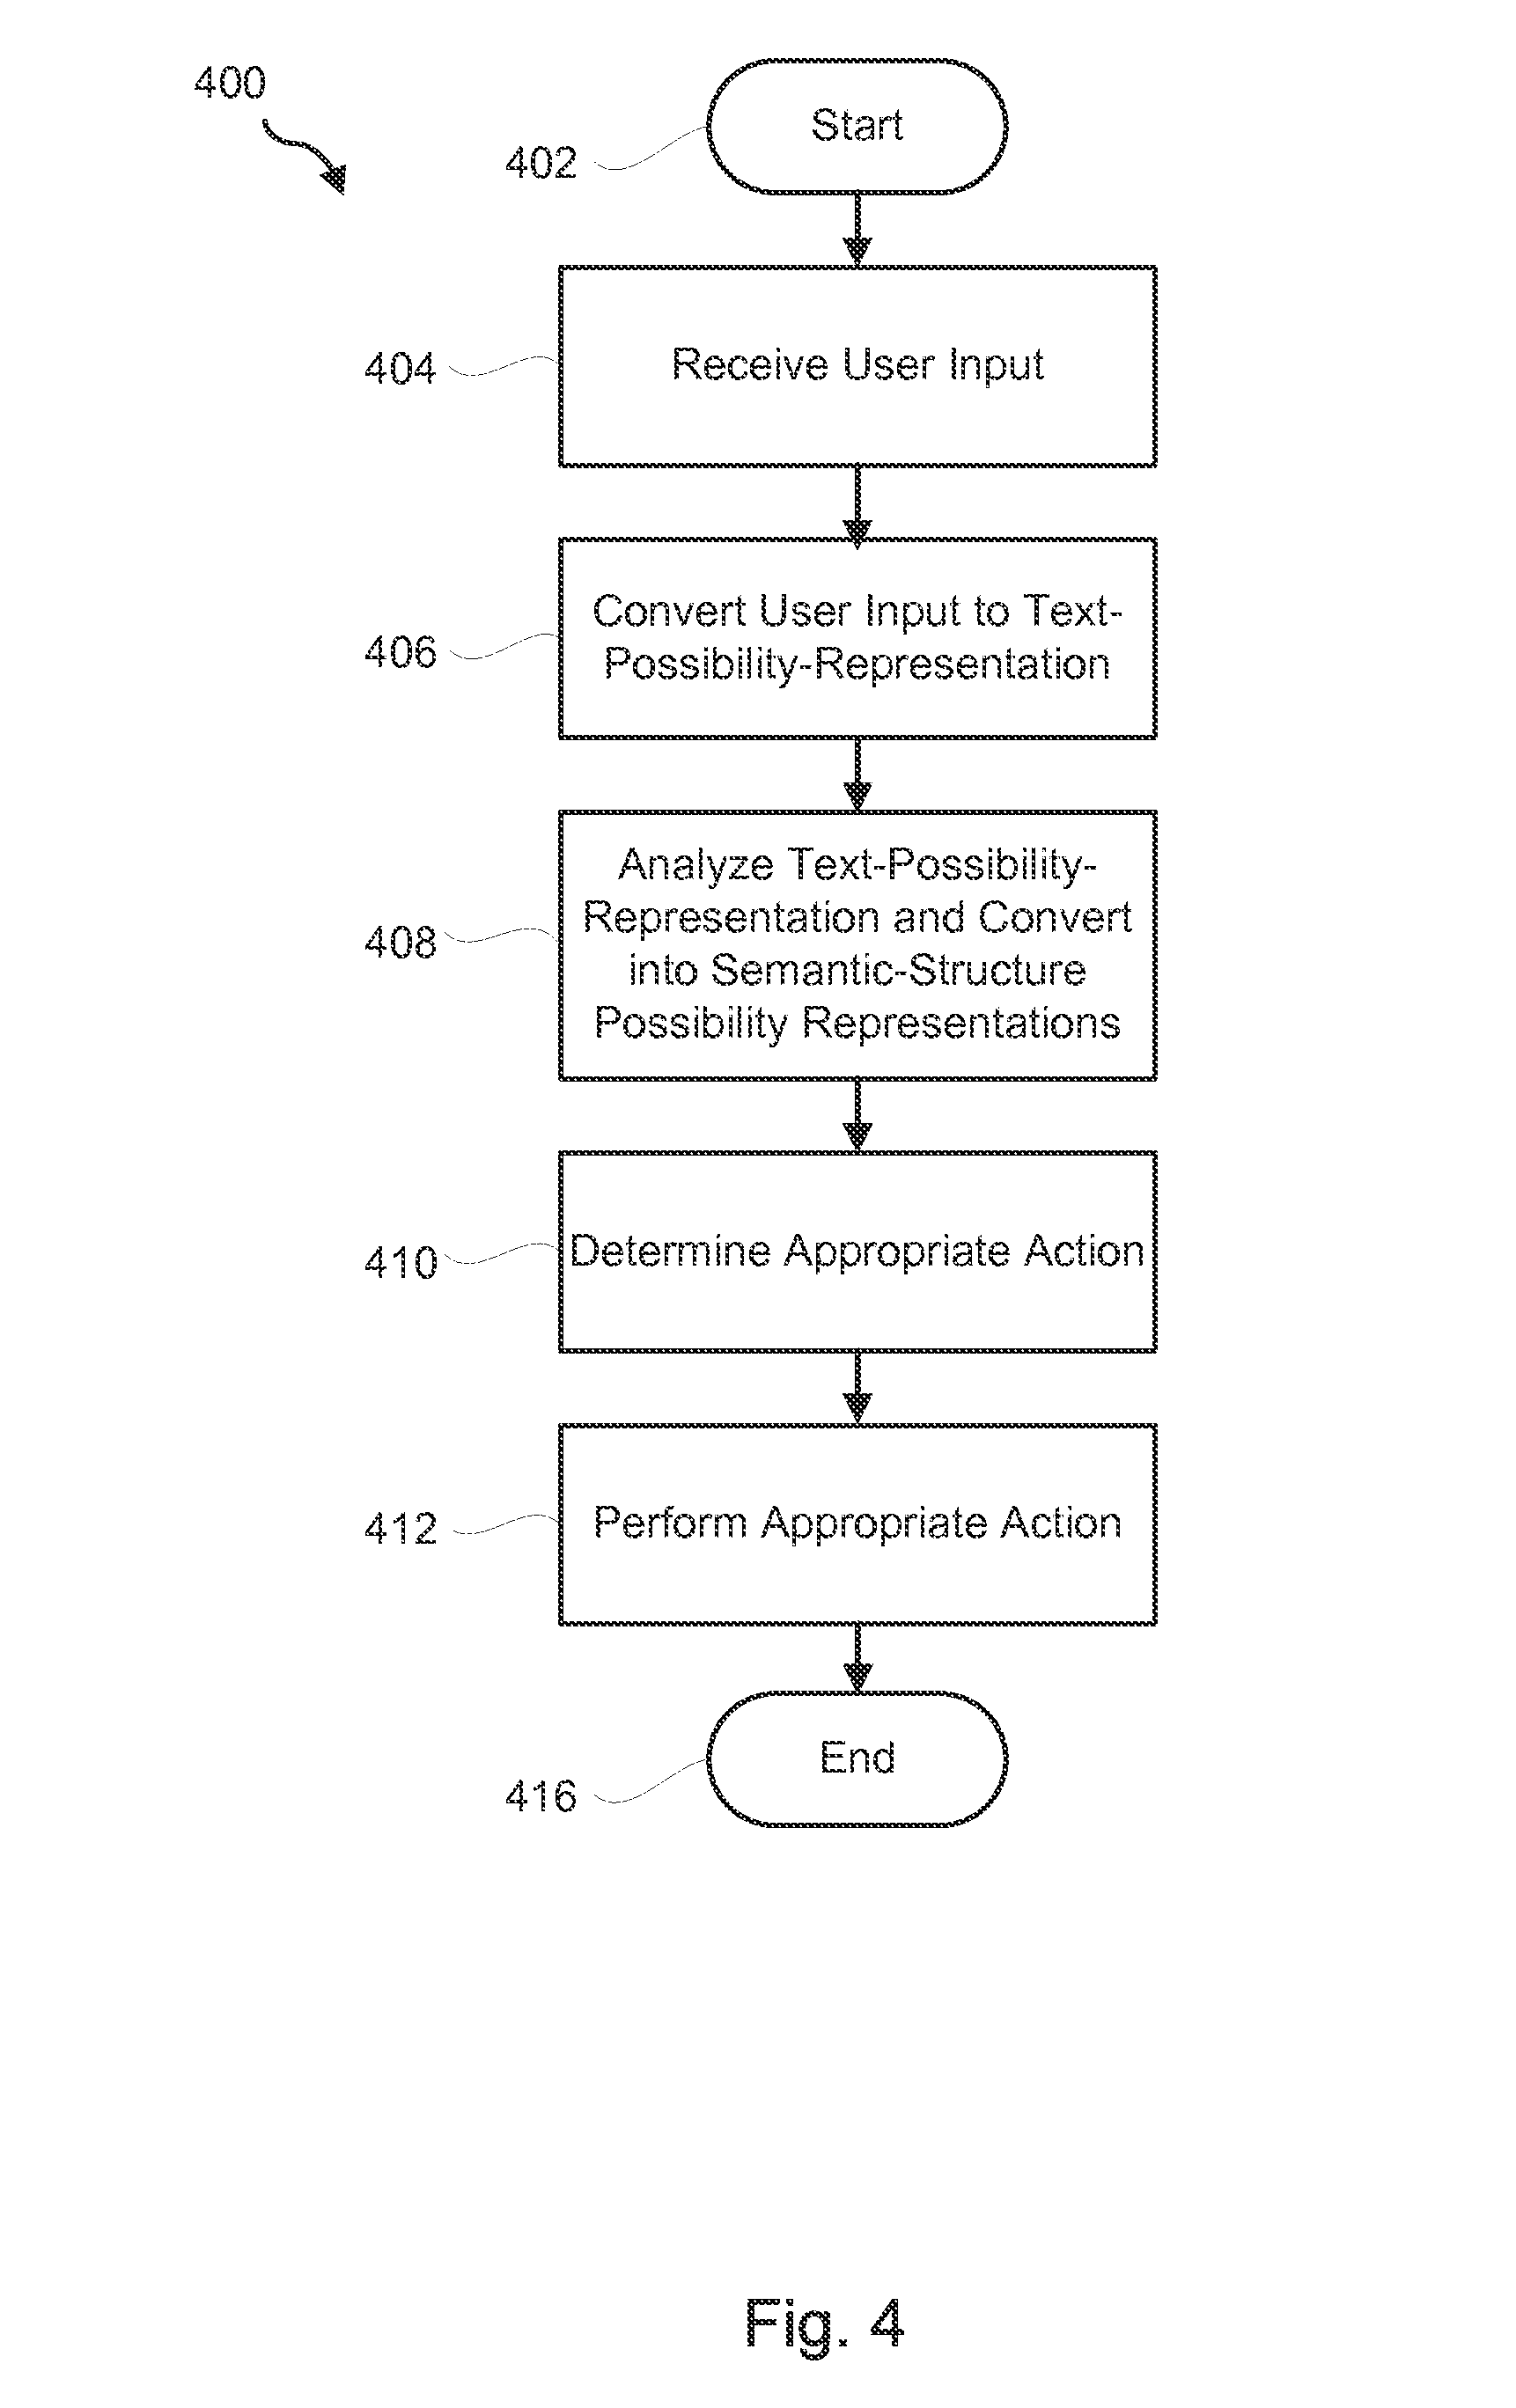 400
402
Start
404
Receive User Input
406
Convert User Input to Text-
Possibility-Representation
408
Analyze Text-Possibility-
Representation and Convert
into Semantic-Structure
Possibility Representations
410
Determine Appropriate Action
412
Perform Appropriate Action
416
End
Fig. 4